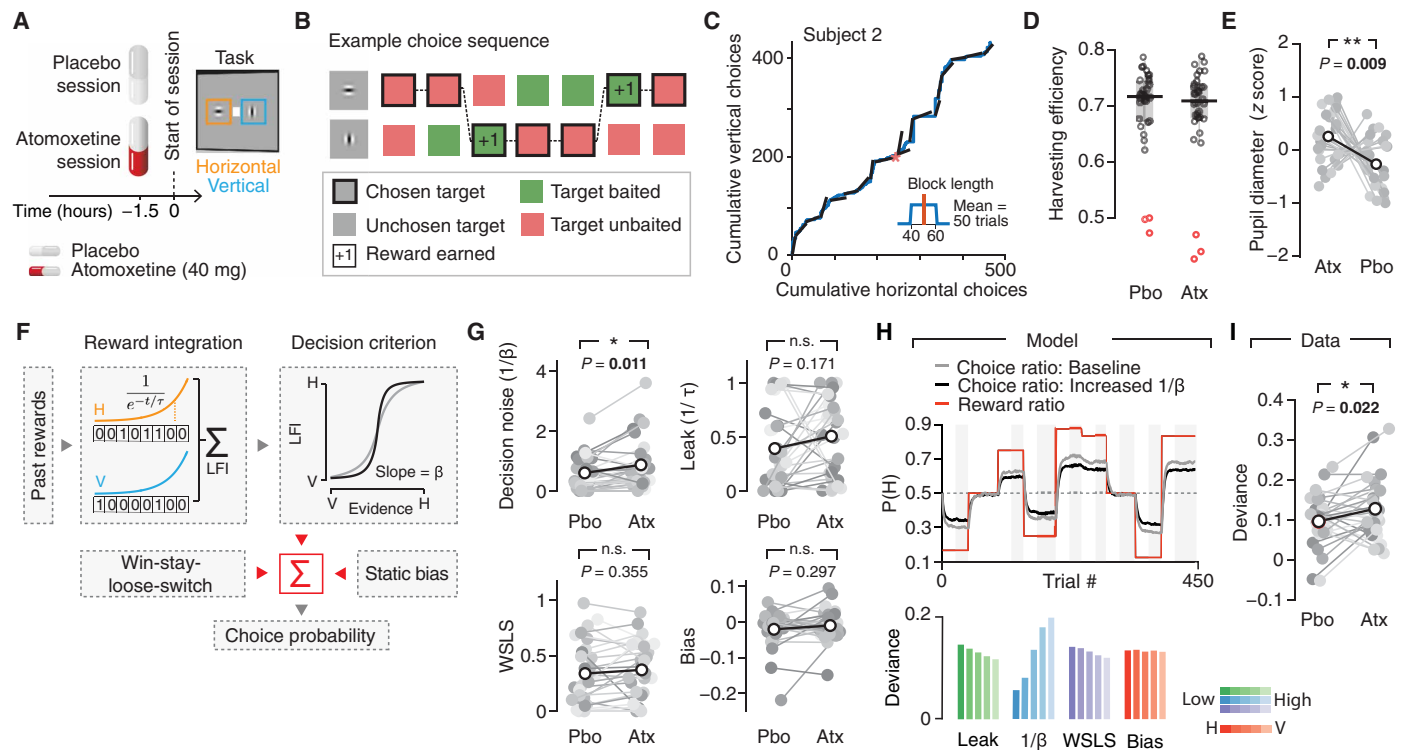 A
Placebo
session
Atomoxetine
session
Start of session
Task
Horizontal
Vertical
Time (hours)
−1.5
0
Placebo
Atomoxetine (40 mg)
B
Example choice sequence
+1
+1
Chosen target
Target baited
Unchosen target
Target unbaited
+1
Reward earned
C
Subject 2
Cumulative vertical choices
400
200
0
0
500
Cumulative horizontal choices
Block length
Mean =
50 trials
40
60
D
Harvesting efficiency
0.8
0.7
0.6
0.5
Pbo
Atx
E
Pupil diameter (z score)
2
1
0
−1
−2
**
P = 0.009
Atx
Pbo
F
Past rewards
Reward integration
1
e−t/τ
H
0 0 1 0 1 1 0 0
V
1 0 0 0 0 1 0 0
Σ
LFI
Decision criterion
H
LFI
V
Slope = β
V
H
Evidence
Win-stay-
loose-switch
Σ
Static bias
Choice probability
G
Decision noise (1/β)
4
2
0
*
P = 0.011
Pbo
Atx
Leak (1/ τ)
1
0.5
0
n.s.
P = 0.171
Pbo
Atx
WSLS
1
0.5
0
n.s.
P = 0.355
Pbo
Atx
Bias
0.1
0
−0.1
−0.2
n.s.
P = 0.297
Pbo
Atx
H
Model
Choice ratio: Baseline
Choice ratio: Increased 1/β
Reward ratio
P(H)
0.9
0.7
0.5
0.3
0.1
0
Trial #
450
Deviance
0.2
0
Leak
1/β
WSLS
Bias
Low
High
H
V
I
Data
*
P = 0.022
Deviance
0.4
0.3
0.2
0.1
0
−0.1
Pbo
Atx